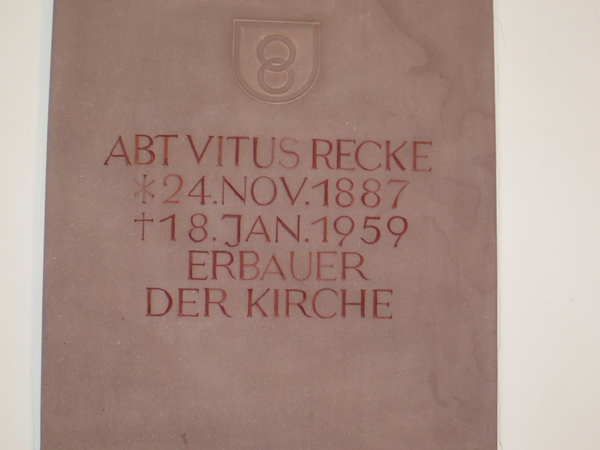 ABT VITUS RECKE
*24.NOV.1887
†18.JAN.1959
ERBAUER
DER KIRCHE